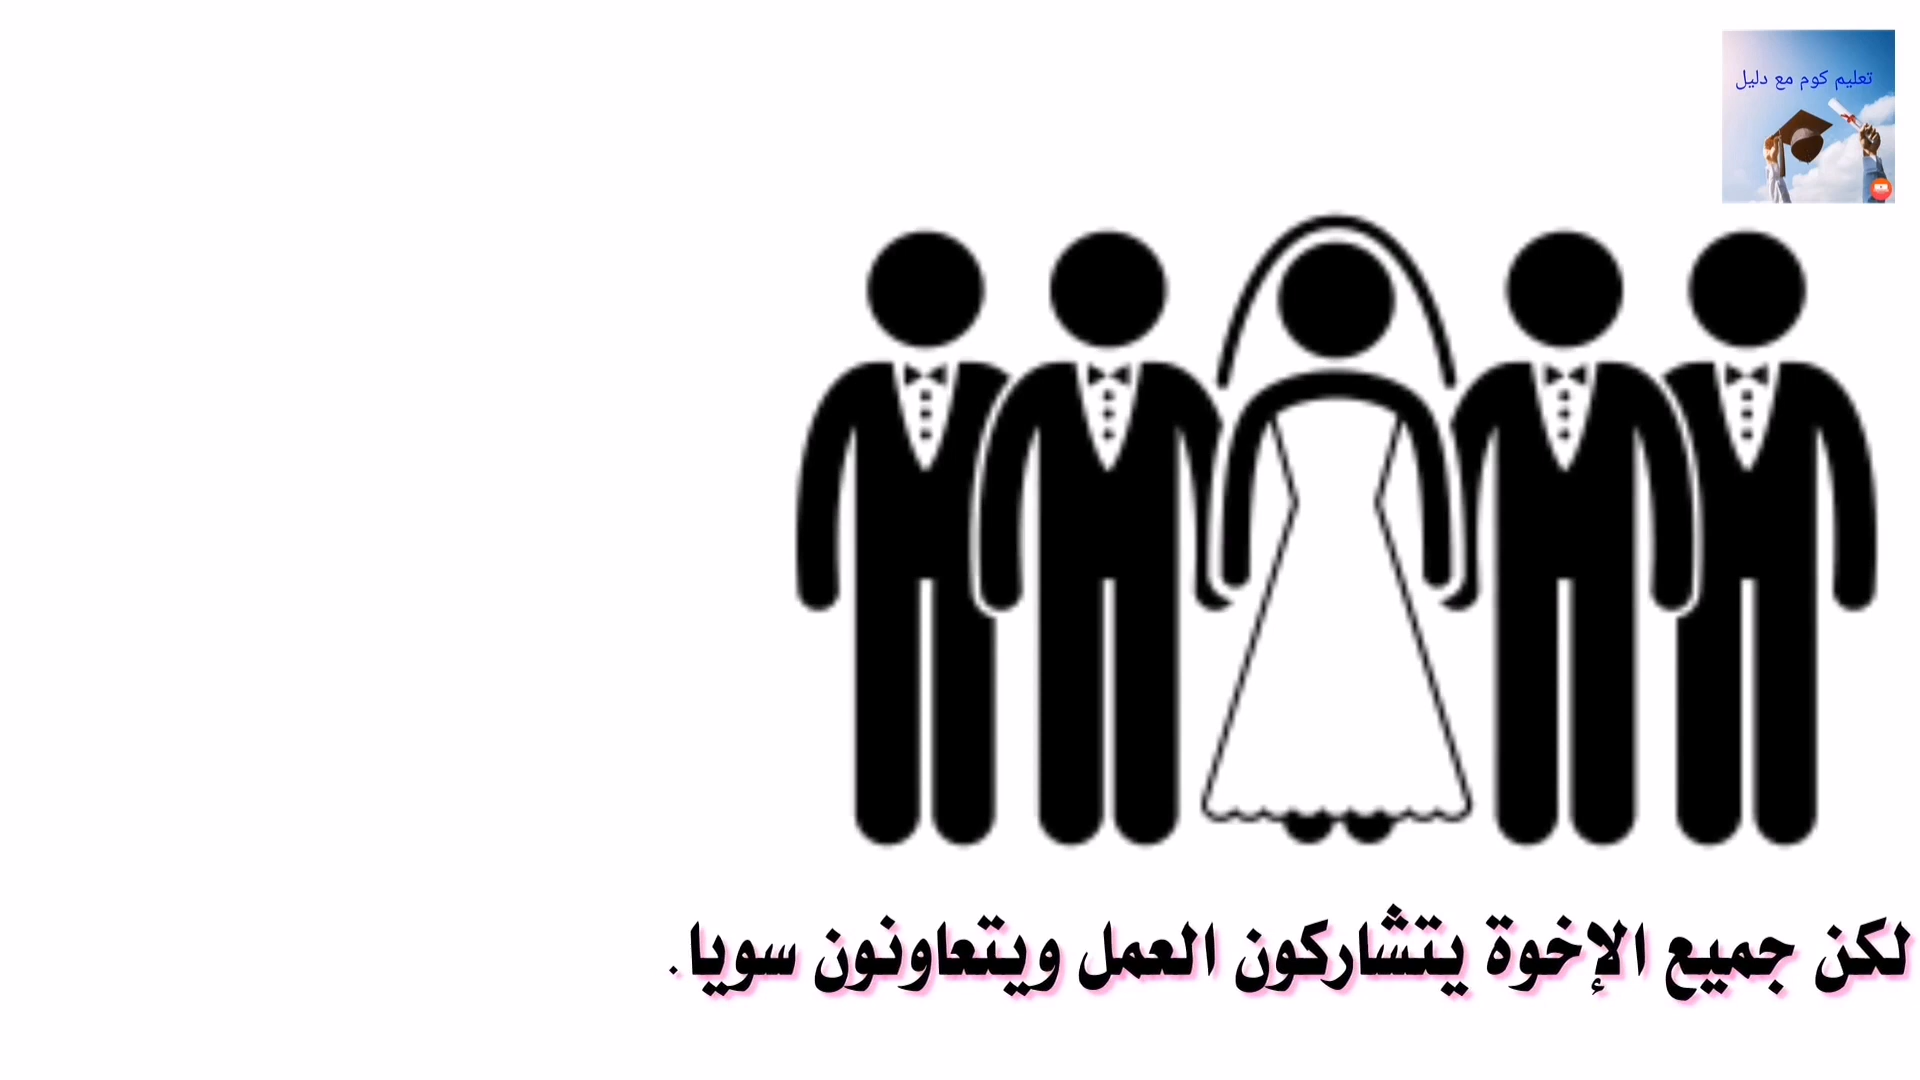 تعليم كوم مع دليل
لكن جميع الإخوة يتشاركون العمل ويتعاونون سويا.